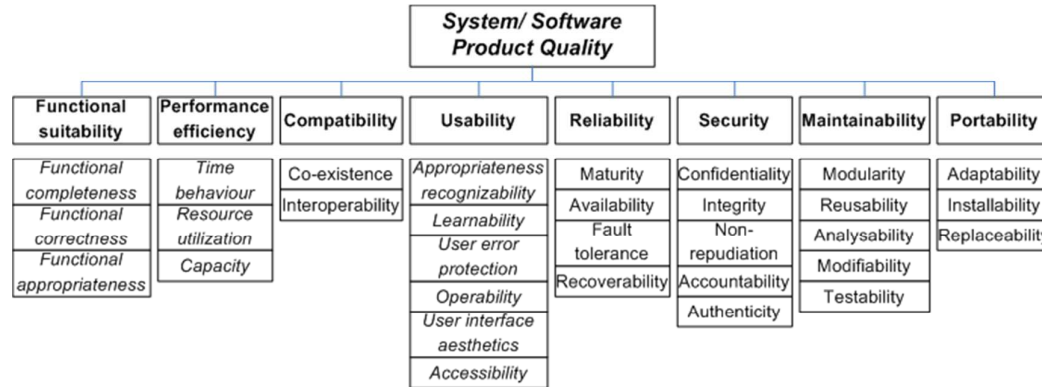 System/ Software
Product Quality
Functional
suitability
Performance
efficiency
Compatibility
Usability
Reliability
Security
Maintainability
Portability
Functional
completeness
Functional
correctness
Functional
appropriateness
Time
behaviour
Resource
utilization
Capacity
Co-existence
Interoperability
Appropriateness
recognizability
Learnability
User error
protection
Operability
User interface
aesthetics
Accessibility
Maturity
Availability
Fault
tolerance
Recoverability
Confidentiality
Integrity
Non-
repudiation
Accountability
Authenticity
Modularity
Reusability
Analysability
Modifiability
Testability
Adaptability
Installability
Replaceability